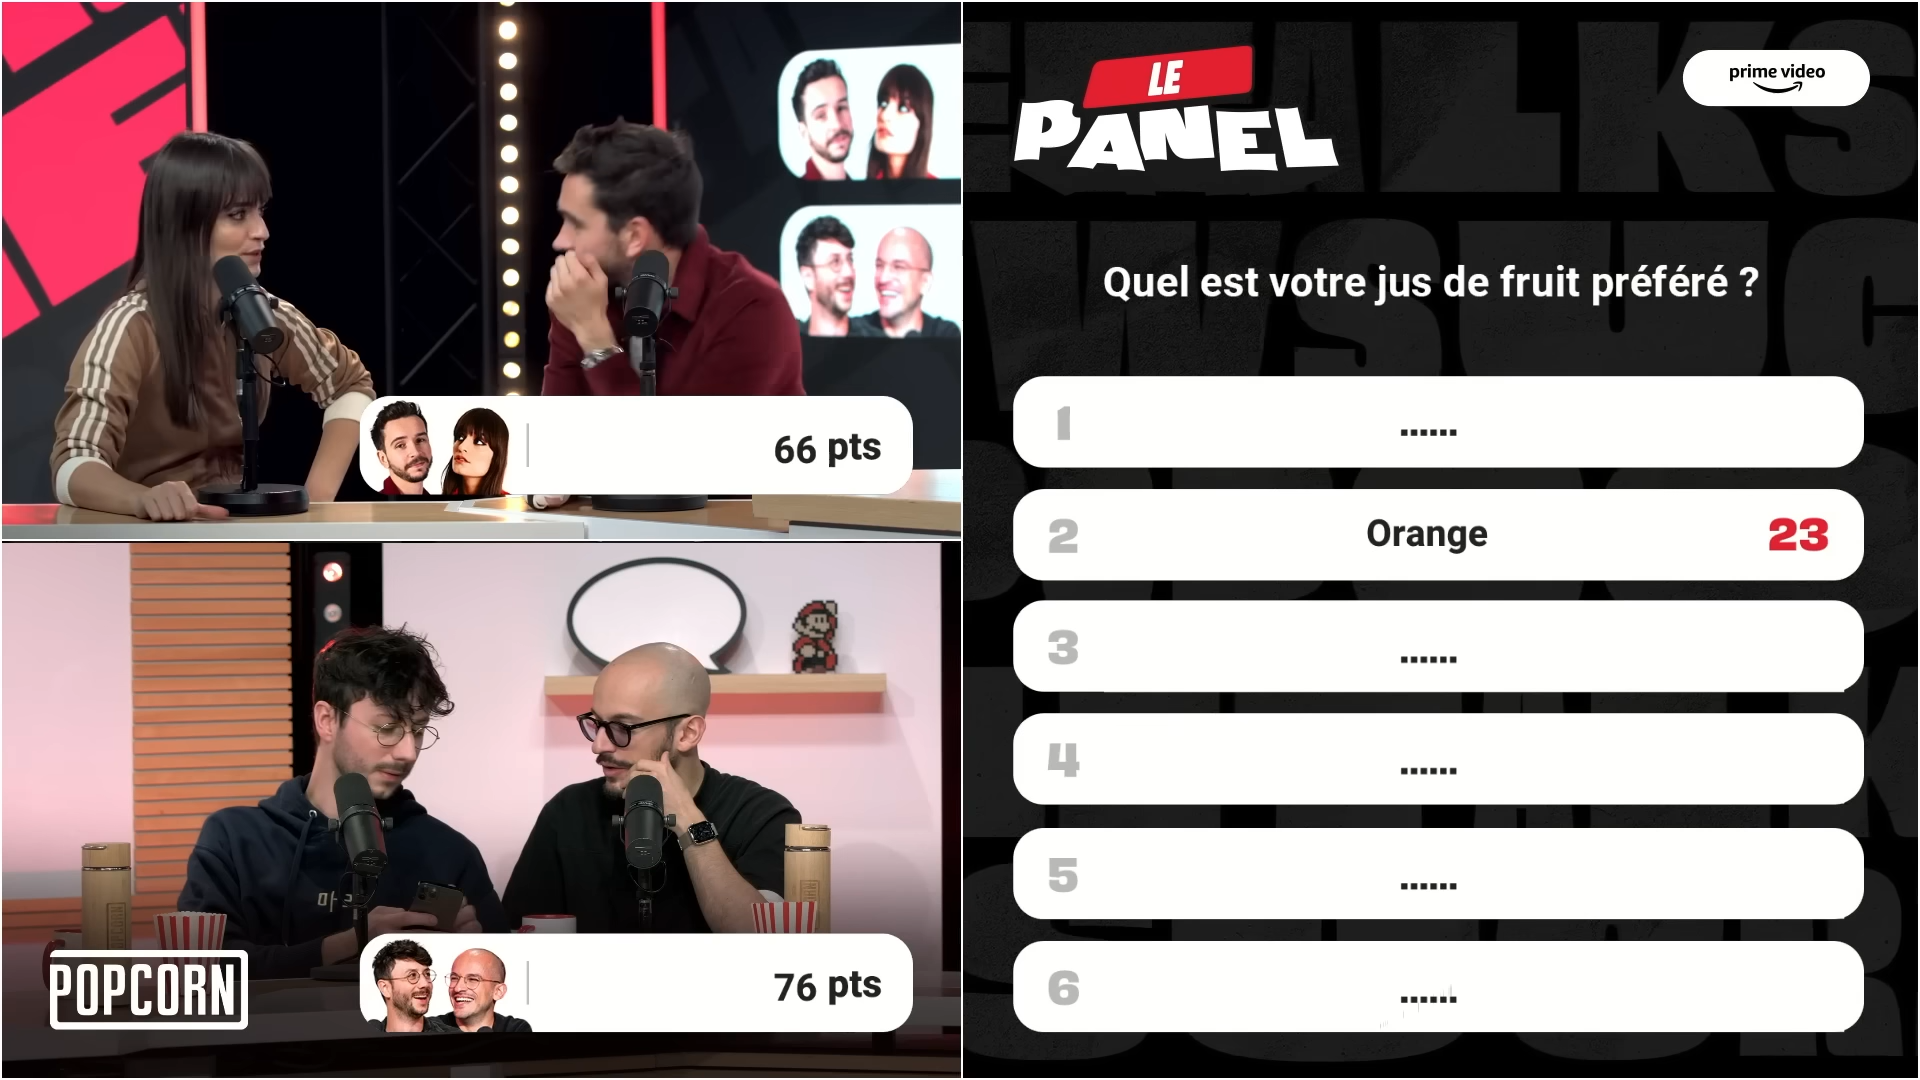 66 pts
POPCORN
76 pts
LE
PANEL
prime video
Quel est votre jus de fruit préféré ?
1 ......
2 Orange 23
3 ......
4 ......
5 ......
6 ......